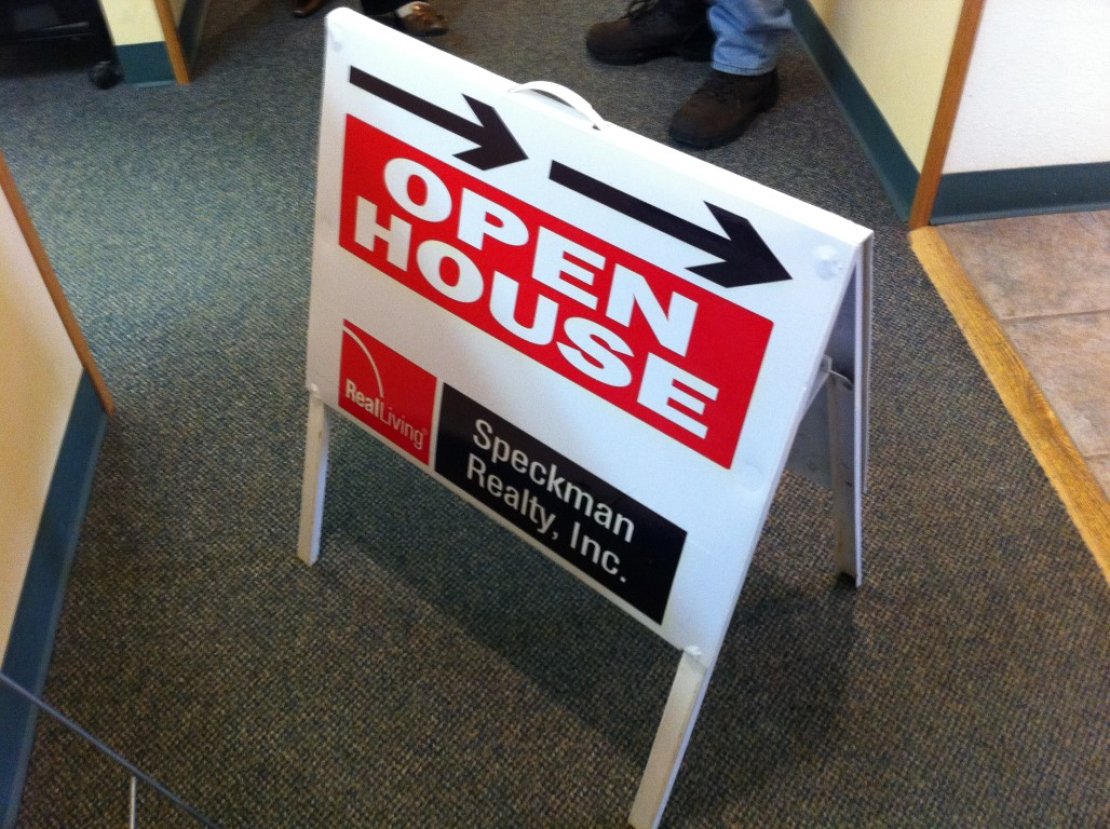 OPEN
HOUSE
RealLiving®
Speckman
Realty, Inc.